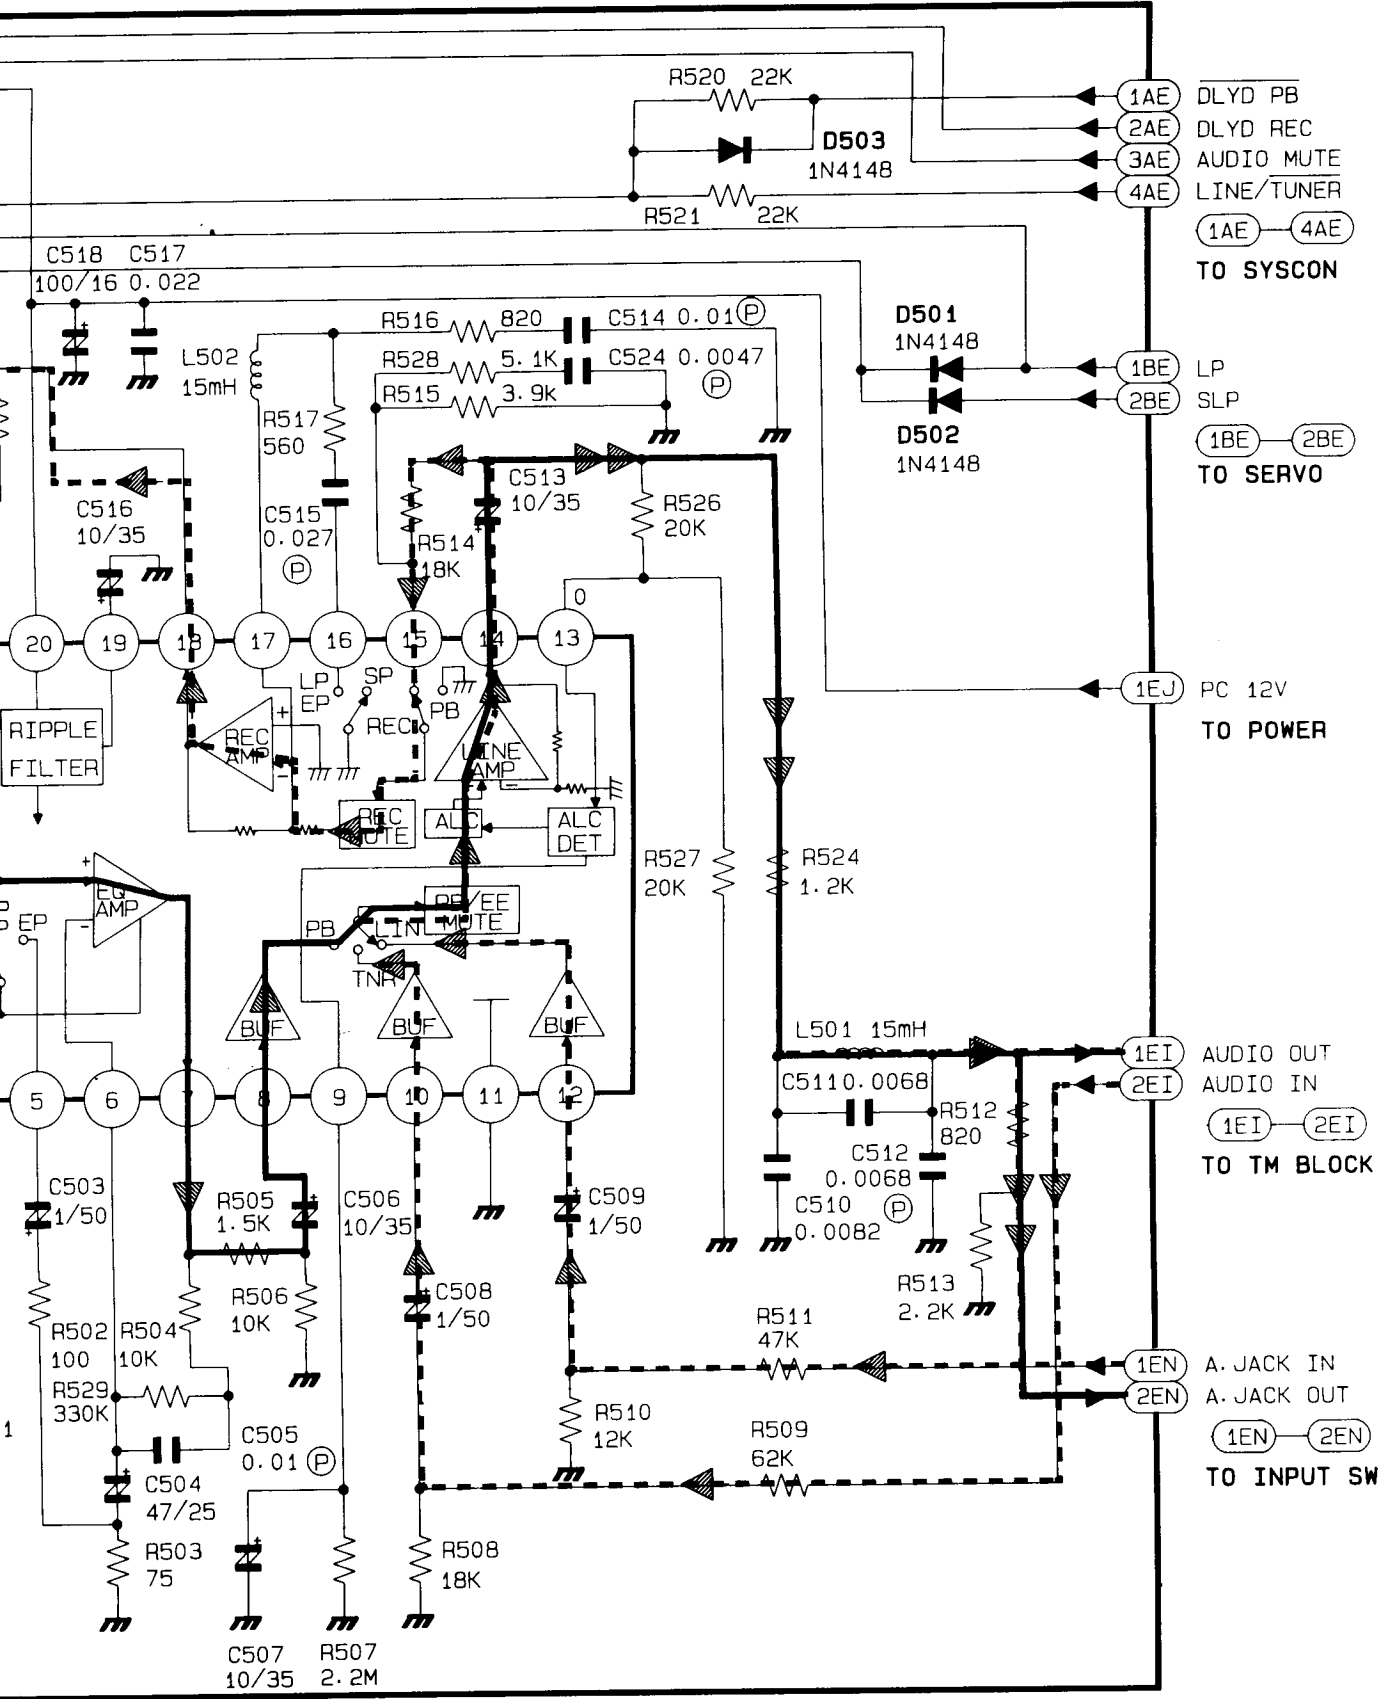 R520 22K
1AE DLYD PB
2AE DLYD REC
D503
1N4148
3AE AUDIO MUTE
4AE LINE/TUNER
R521 22K
1AE 4AE
TO SYSCON
C518 C517
100/16 0.022
R516 820 C514 0.01 P
D501
1N4148
L502
15mH
R528 5.1K C524 0.0047
P
1BE LP
R515 3.9K
2BE SLP
R517
560
D502
1N4148
1BE 2BE
TO SERVO
C513
10/35
C516
10/35
C515
0.027
P
R526
20K
R514
18K
0
20 19 18 17 16 15 14 13
1EJ PC 12V
TO POWER
LP
EP
SP
REC
PB
RIPPLE
FILTER
REC
AMP
+
−
LINE
AMP
+ −
REC
MUTE
ALC
ALC
DET
R527
20K
R524
1.2K
+
EQ
AMP
−
EP
PB/EE
MUTE
PB
LIN
TNR
BUF BUF BUF
L501 15mH
1EI AUDIO OUT
2EI AUDIO IN
C511 0.0068
5 6 7 8 9 10 11 12
R512
820
1EI 2EI
TO TM BLOCK
C512
0.0068
P
C510
0.0082
C503
1/50
R505
1.5K
C506
10/35
C509
1/50
R513
2.2K
R506
10K
C508
1/50
R502
100
R504
10K
R511
47K
1EN A.JACK IN
2EN A.JACK OUT
R529
330K
R510
12K
R509
62K
1EN 2EN
TO INPUT SW
1
C505
0.01 P
C504
47/25
R503
75
R508
18K
C507
10/35
R507
2.2M